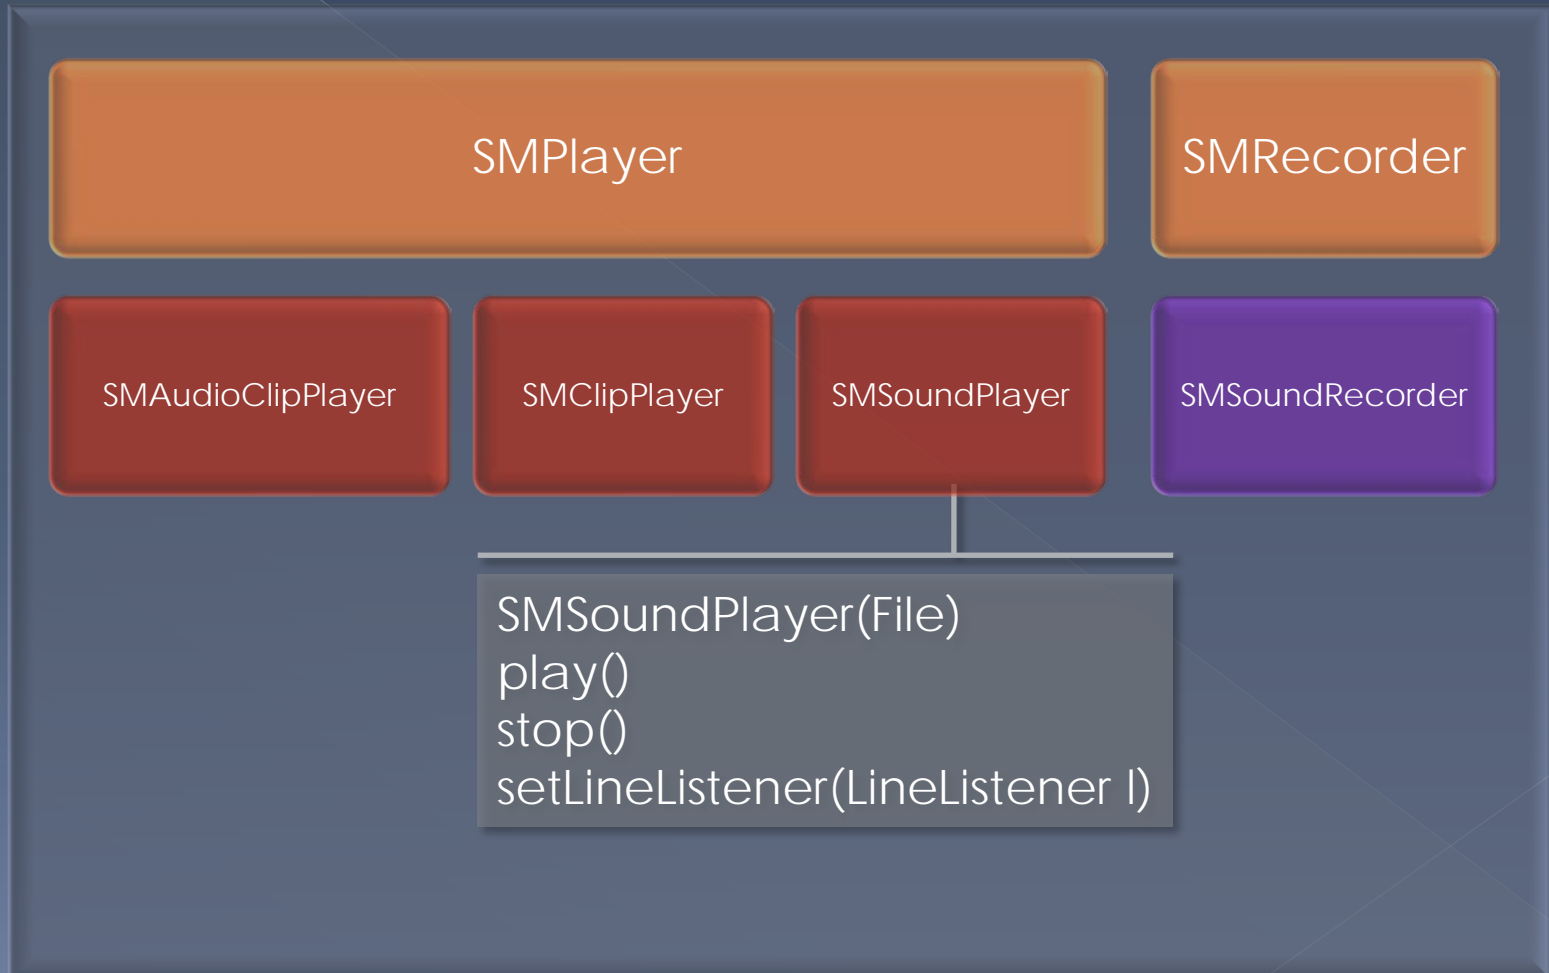 SMPlayer
SMRecorder
SMAudioClipPlayer
SMClipPlayer
SMSoundPlayer
SMSoundRecorder
SMSoundPlayer(File)
play()
stop()
setLineListener(LineListener l)